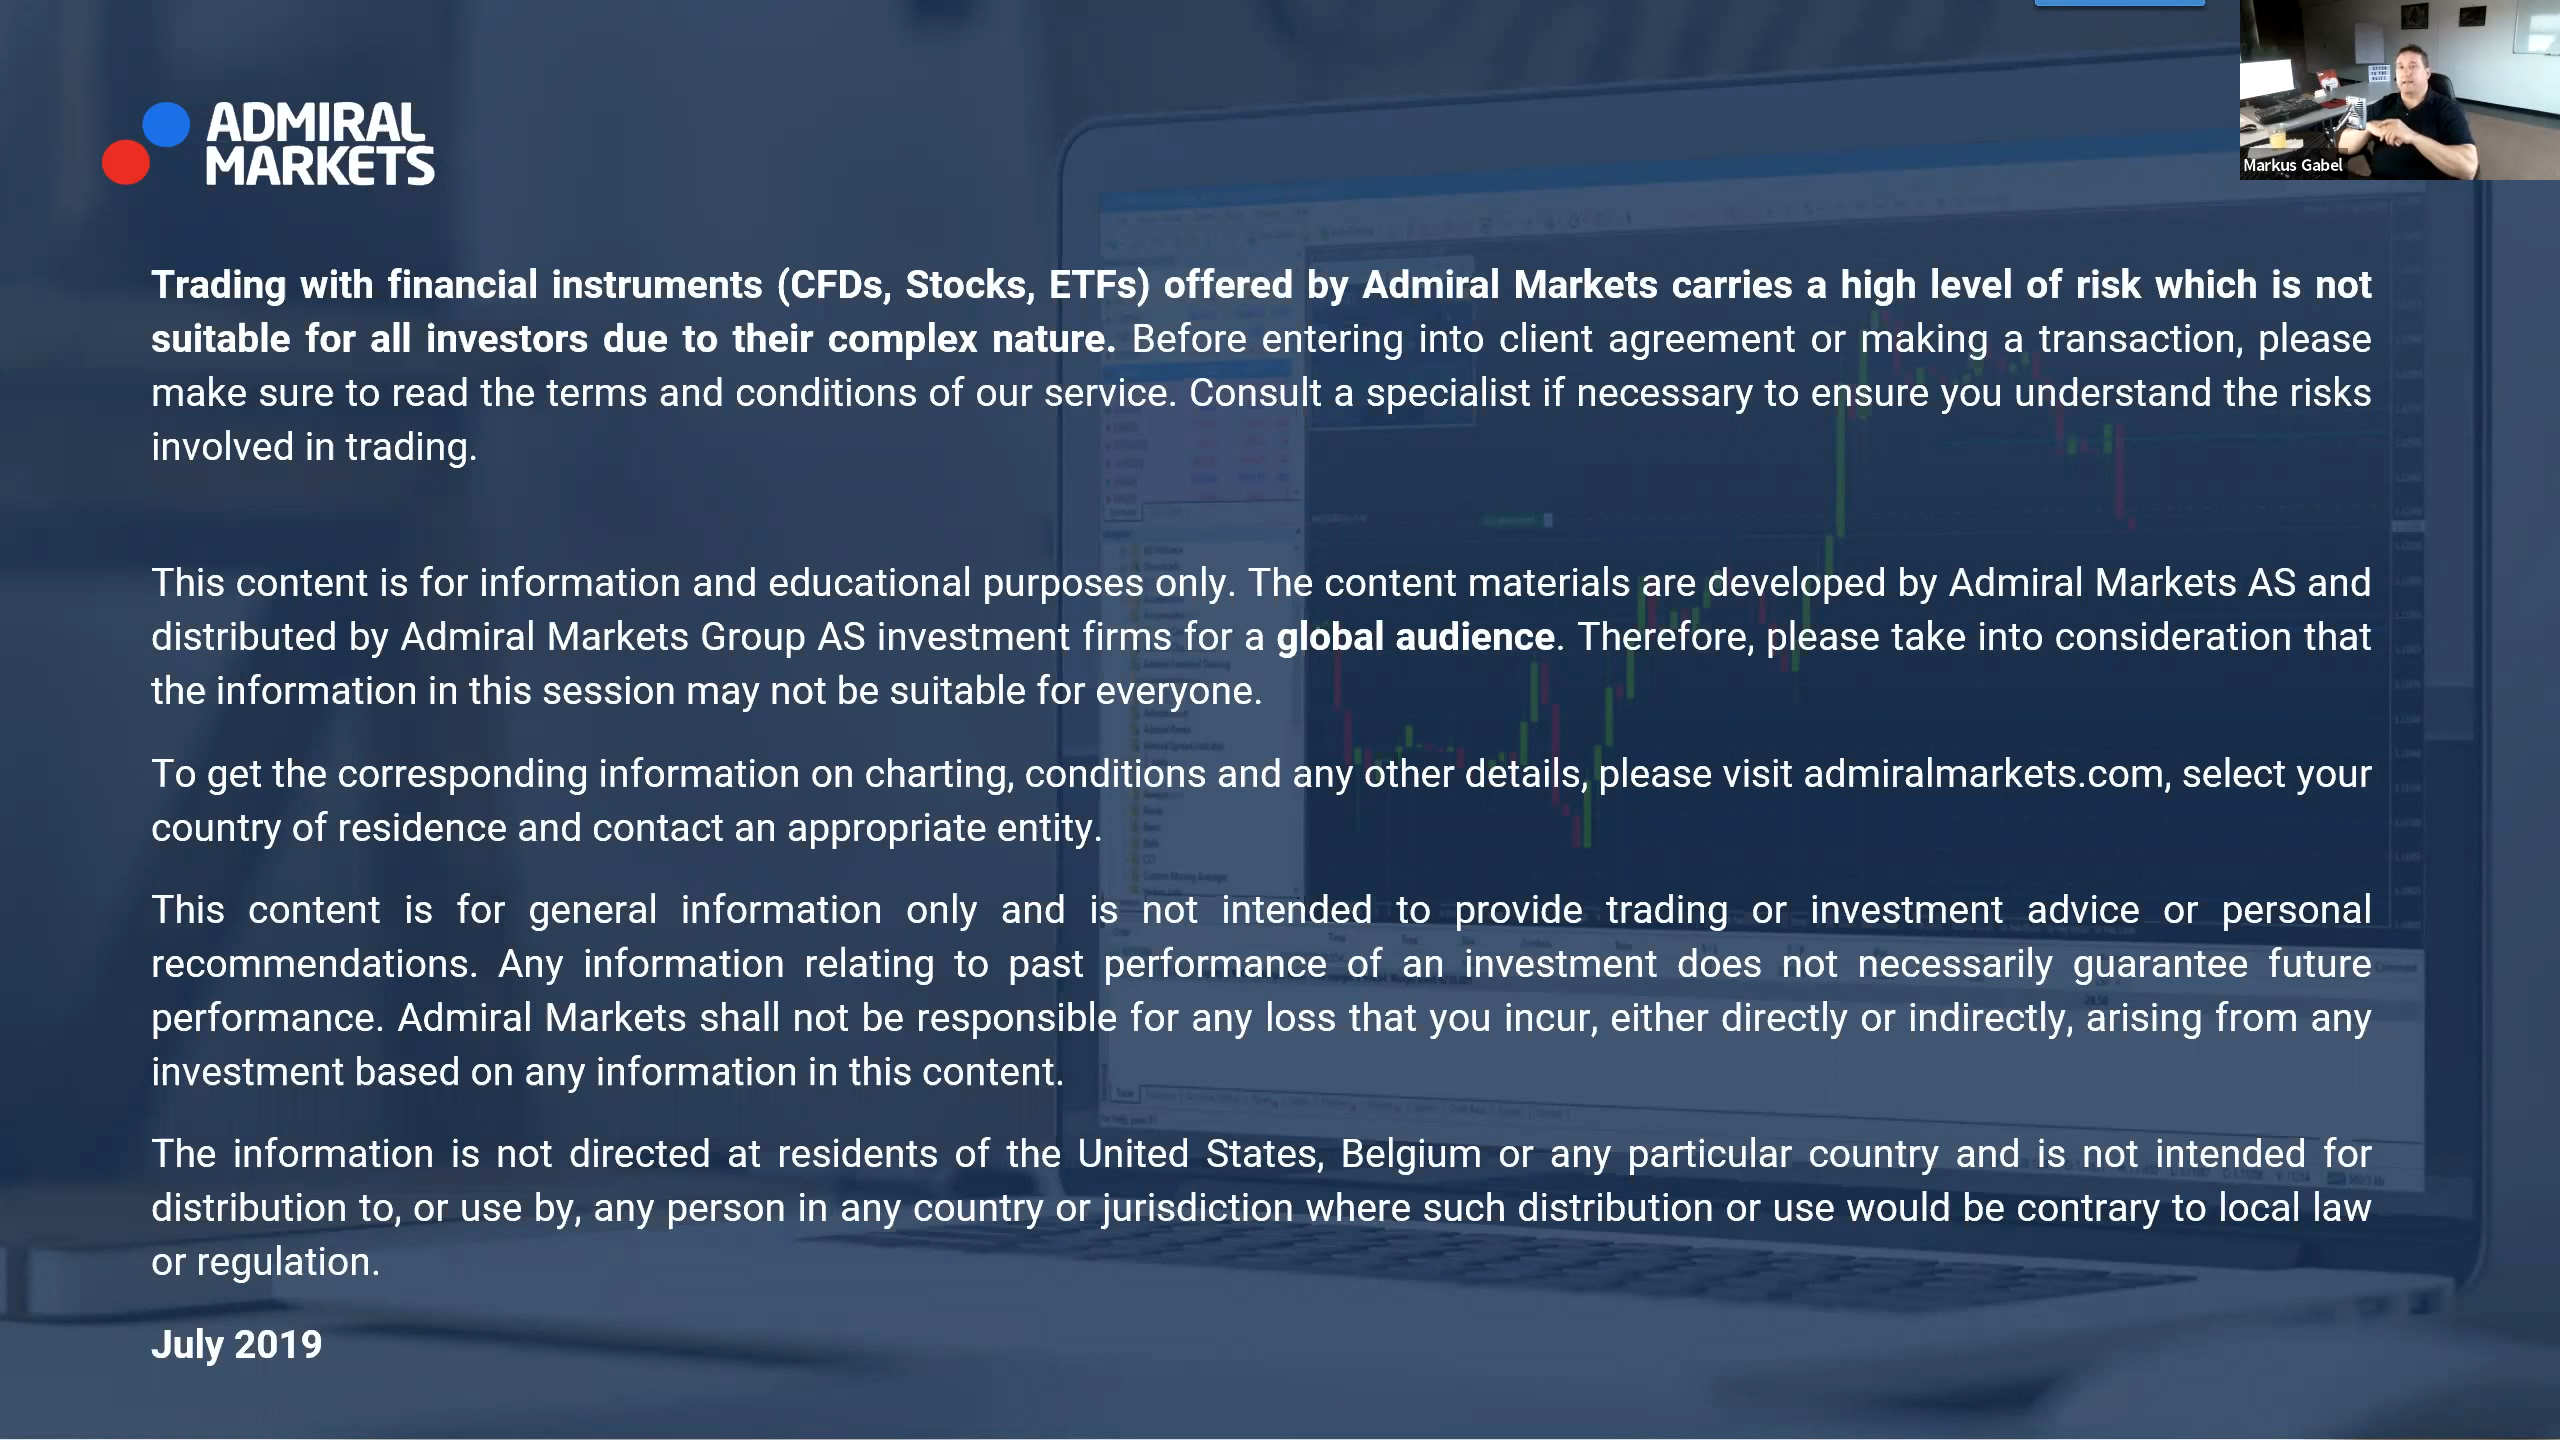 ADMIRAL
MARKETS
Markus Gabel
Trading with financial instruments (CFDs, Stocks, ETFs) offered by Admiral Markets carries a high level of risk which is not
suitable for all investors due to their complex nature. Before entering into client agreement or making a transaction, please
make sure to read the terms and conditions of our service. Consult a specialist if necessary to ensure you understand the risks
involved in trading.
This content is for information and educational purposes only. The content materials are developed by Admiral Markets AS and
distributed by Admiral Markets Group AS investment firms for a global audience. Therefore, please take into consideration that
the information in this session may not be suitable for everyone.
To get the corresponding information on charting, conditions and any other details, please visit admiralmarkets.com, select your
country of residence and contact an appropriate entity.
This content is for general information only and is not intended to provide trading or investment advice or personal
recommendations. Any information relating to past performance of an investment does not necessarily guarantee future
performance. Admiral Markets shall not be responsible for any loss that you incur, either directly or indirectly, arising from any
investment based on any information in this content.
The information is not directed at residents of the United States, Belgium or any particular country and is not intended for
distribution to, or use by, any person in any country or jurisdiction where such distribution or use would be contrary to local law
or regulation.
July 2019